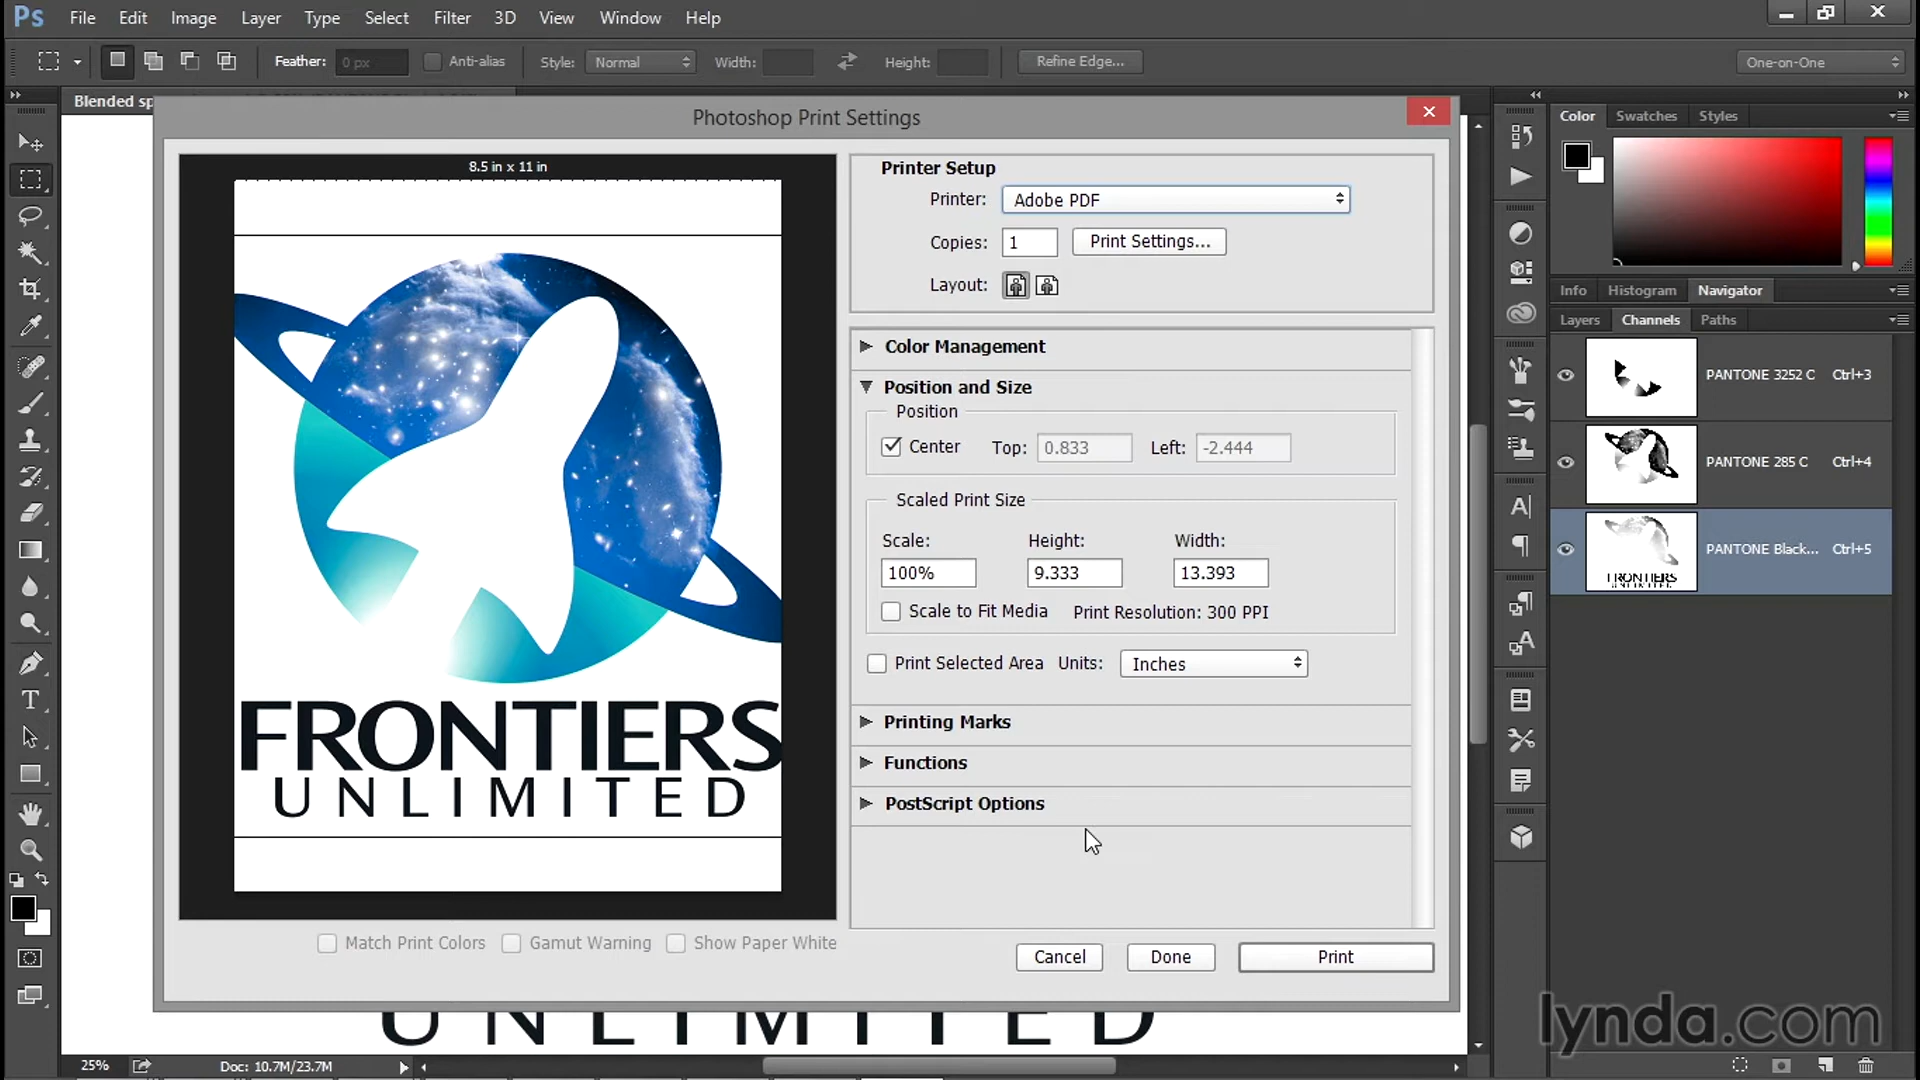 Ps File Edit Image Layer Type Select Filter 3D View Window Help
Feather: 0 px Anti-alias Style: Normal Width: Height: Refine Edge... One-on-One
Blended sp
Photoshop Print Settings
8.5 in x 11 in
FRONTIERS
UNLIMITED
Match Print Colors Gamut Warning Show Paper White
Printer Setup
Printer: Adobe PDF
Copies: 1 Print Settings...
Layout:
Color Management
Position and Size
Position
Center Top: 0.833 Left: -2.444
Scaled Print Size
Scale: Height: Width:
100% 9.333 13.393
Scale to Fit Media Print Resolution: 300 PPI
Print Selected Area Units: Inches
Printing Marks
Functions
PostScript Options
Cancel Done Print
UNLIMITED
25% Doc: 10.7M/23.7M
Color Swatches Styles
Info Histogram Navigator
Layers Channels Paths
PANTONE 3252 C Ctrl+3
PANTONE 285 C Ctrl+4
PANTONE Black... Ctrl+5
FRONTIERS
UNLIMITED
lynda.com